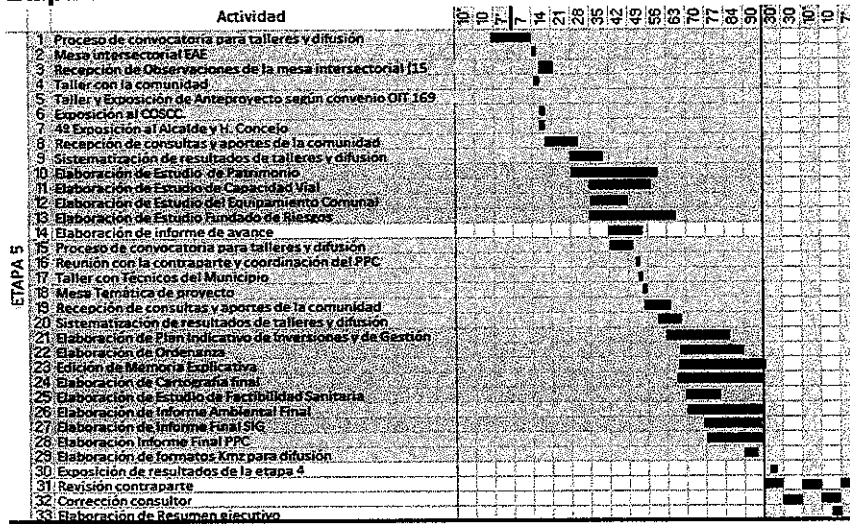 Actividad 10 10 7 7 14 21 28 35 42 49 56 63 70 77 84 90 30 30 10 10 7
ETAPA 5
1 Proceso de convocatoria para talleres y difusión
2 Mesa intersectorial EAE
3 Recepción de Observaciones de la mesa intersectorial (15
4 Taller con la comunidad
5 Taller y Exposición de Anteproyecto según convenio OIT 169
6 Exposición al COSCC
7 4ª Exposición al Alcalde y H. Concejo
8 Recepción de consultas y aportes de la comunidad
9 Sistematización de resultados de talleres y difusión
10 Elaboración de Estudio de Patrimonio
11 Elaboración de Estudio de Capacidad Vial
12 Elaboración de Estudio del Equipamiento Comunal
13 Elaboración de Estudio Fundado de Riesgos
14 Elaboración de informe de avance
15 Proceso de convocatoria para talleres y difusión
16 Reunión con la contraparte y coordinación del PPC
17 Taller con Técnicos del Municipio
18 Mesa Temática de proyecto
19 Recepción de consultas y aportes de la comunidad
20 Sistematización de resultados de talleres y difusión
21 Elaboración de Plan Indicativo de Inversiones y de Gestión
22 Elaboración de Ordenanza
23 Edición de Memoria Explicativa
24 Elaboración de Cartografía final
25 Elaboración de Estudio de Factibilidad Sanitaria
26 Elaboración de Informe Ambiental Final
27 Elaboración de Informe Final SIG
28 Elaboración Informe Final PPC
29 Elaboración de formatos Kmz para difusión
30 Exposición de resultados de la etapa 4
31 Revisión contraparte
32 Corrección consultor
33 Elaboración de Resumen ejecutivo